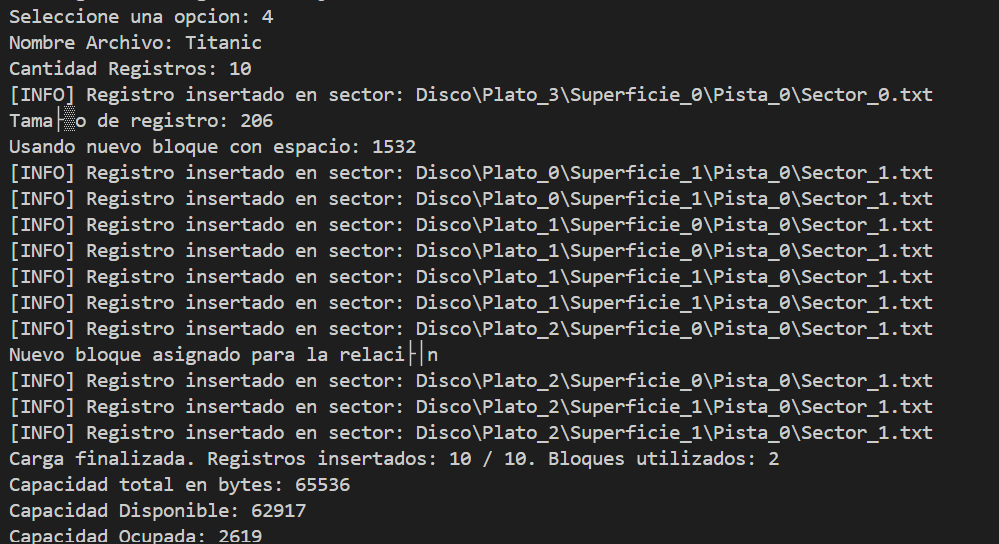 Seleccione una opcion: 4
Nombre Archivo: Titanic
Cantidad Registros: 10
[INFO] Registro insertado en sector: Disco\Plato_3\Superficie_0\Pista_0\Sector_0.txt
Tama├▒o de registro: 206
Usando nuevo bloque con espacio: 1532
[INFO] Registro insertado en sector: Disco\Plato_0\Superficie_1\Pista_0\Sector_1.txt
[INFO] Registro insertado en sector: Disco\Plato_0\Superficie_1\Pista_0\Sector_1.txt
[INFO] Registro insertado en sector: Disco\Plato_1\Superficie_0\Pista_0\Sector_1.txt
[INFO] Registro insertado en sector: Disco\Plato_1\Superficie_0\Pista_0\Sector_1.txt
[INFO] Registro insertado en sector: Disco\Plato_1\Superficie_1\Pista_0\Sector_1.txt
[INFO] Registro insertado en sector: Disco\Plato_1\Superficie_1\Pista_0\Sector_1.txt
[INFO] Registro insertado en sector: Disco\Plato_2\Superficie_0\Pista_0\Sector_1.txt
Nuevo bloque asignado para la relaci├│n
[INFO] Registro insertado en sector: Disco\Plato_2\Superficie_0\Pista_0\Sector_1.txt
[INFO] Registro insertado en sector: Disco\Plato_2\Superficie_1\Pista_0\Sector_1.txt
[INFO] Registro insertado en sector: Disco\Plato_2\Superficie_1\Pista_0\Sector_1.txt
Carga finalizada. Registros insertados: 10 / 10. Bloques utilizados: 2
Capacidad total en bytes: 65536
Capacidad Disponible: 62917
Capacidad Ocupada: 2619